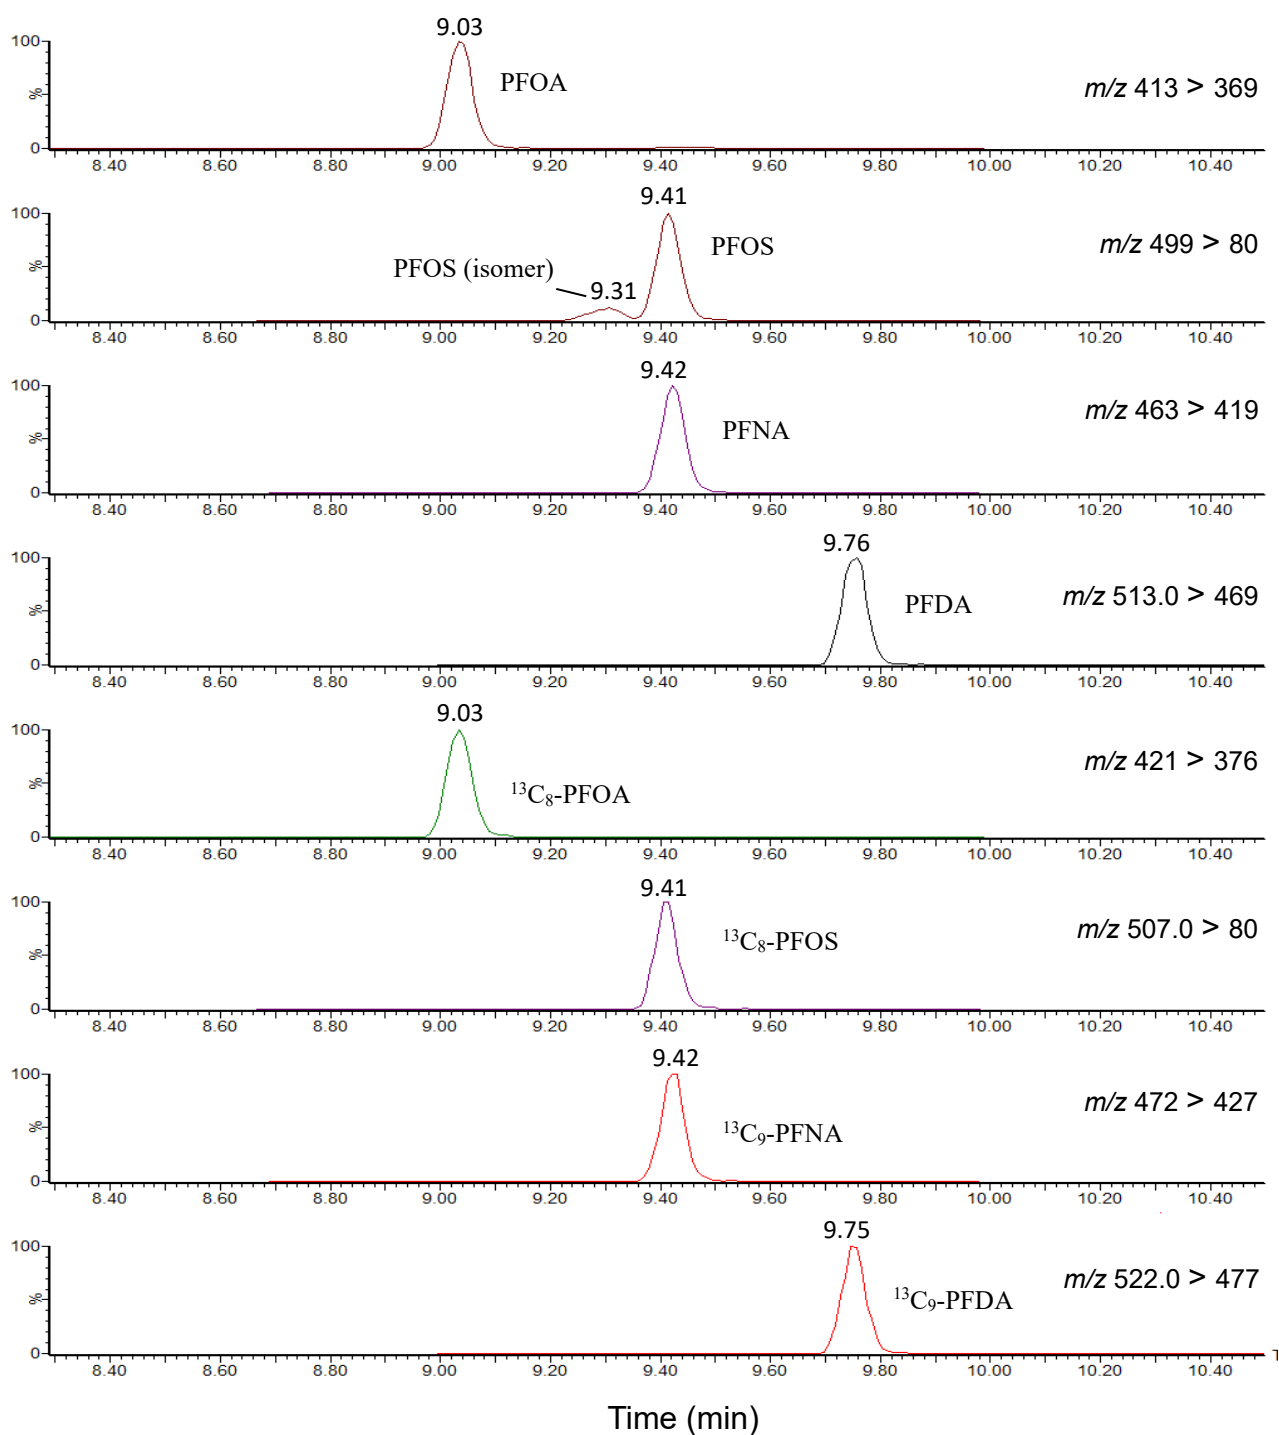 9.03
100
PFOA
m/z 413 > 369
%
0
8.40 8.60 8.80 9.00 9.20 9.40 9.60 9.80 10.00 10.20 10.40
9.41
100
PFOS
m/z 499 > 80
PFOS (isomer)
9.31
%
0
8.40 8.60 8.80 9.00 9.20 9.40 9.60 9.80 10.00 10.20 10.40
9.42
100
m/z 463 > 419
PFNA
%
0
8.40 8.60 8.80 9.00 9.20 9.40 9.60 9.80 10.00 10.20 10.40
9.76
100
m/z 513.0 > 469
PFDA
%
0
8.40 8.60 8.80 9.00 9.20 9.40 9.60 9.80 10.00 10.20 10.40
9.03
100
m/z 421 > 376
%
¹³C₈-PFOA
0
8.40 8.60 8.80 9.00 9.20 9.40 9.60 9.80 10.00 10.20 10.40
9.41
100
m/z 507.0 > 80
¹³C₈-PFOS
%
0
8.40 8.60 8.80 9.00 9.20 9.40 9.60 9.80 10.00 10.20 10.40
9.42
100
m/z 472 > 427
¹³C₉-PFNA
%
0
8.40 8.60 8.80 9.00 9.20 9.40 9.60 9.80 10.00 10.20 10.40
9.75
100
m/z 522.0 > 477
¹³C₉-PFDA
%
0
T
8.40 8.60 8.80 9.00 9.20 9.40 9.60 9.80 10.00 10.20 10.40
Time (min)